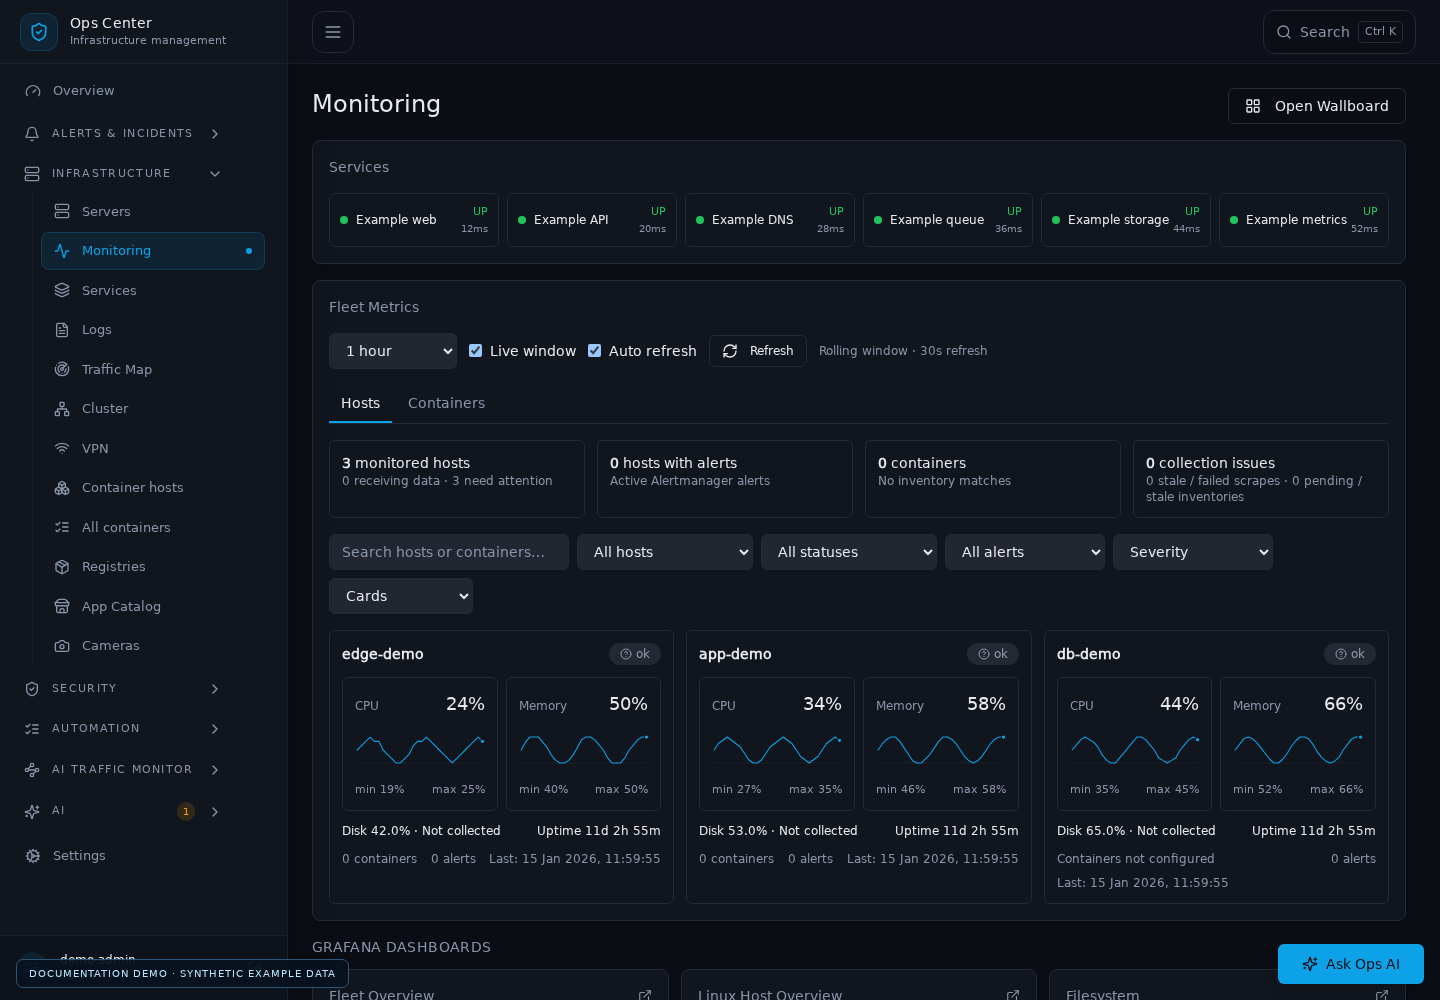 Ops Center
Infrastructure management
Search Ctrl K
Overview
ALERTS & INCIDENTS
INFRASTRUCTURE
Servers
Monitoring
Services
Logs
Traffic Map
Cluster
VPN
Container hosts
All containers
Registries
App Catalog
Cameras
SECURITY
AUTOMATION
AI TRAFFIC MONITOR
AI 1
Settings
demo admin
DOCUMENTATION DEMO · SYNTHETIC EXAMPLE DATA
Monitoring
Open Wallboard
Services
Example web UP 12ms
Example API UP 20ms
Example DNS UP 28ms
Example queue UP 36ms
Example storage UP 44ms
Example metrics UP 52ms
Fleet Metrics
1 hour Live window Auto refresh Refresh Rolling window · 30s refresh
Hosts Containers
3 monitored hosts
0 receiving data · 3 need attention
0 hosts with alerts
Active Alertmanager alerts
0 containers
No inventory matches
0 collection issues
0 stale / failed scrapes · 0 pending /
stale inventories
Search hosts or containers... All hosts All statuses All alerts Severity
Cards
edge-demo ok
CPU 24% Memory 50%
min 19% max 25% min 40% max 50%
Disk 42.0% · Not collected Uptime 11d 2h 55m
0 containers 0 alerts Last: 15 Jan 2026, 11:59:55
app-demo ok
CPU 34% Memory 58%
min 27% max 35% min 46% max 58%
Disk 53.0% · Not collected Uptime 11d 2h 55m
0 containers 0 alerts Last: 15 Jan 2026, 11:59:55
db-demo ok
CPU 44% Memory 66%
min 35% max 45% min 52% max 66%
Disk 65.0% · Not collected Uptime 11d 2h 55m
Containers not configured 0 alerts
Last: 15 Jan 2026, 11:59:55
GRAFANA DASHBOARDS
Fleet Overview
Linux Host Overview
Filesystem
Ask Ops AI